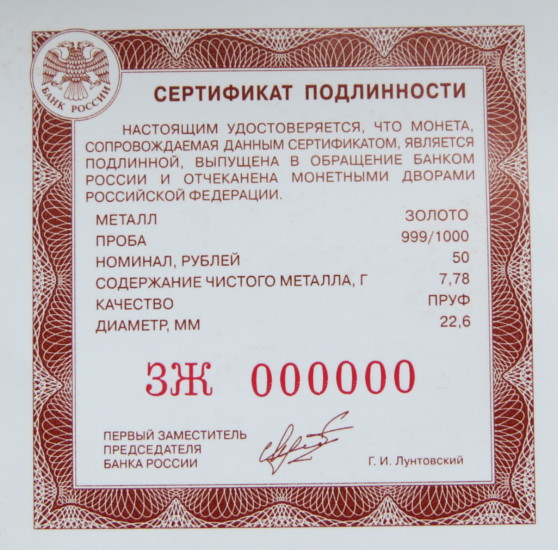 БАНК РОССИИ
СЕРТИФИКАТ ПОДЛИННОСТИ
НАСТОЯЩИМ УДОСТОВЕРЯЕТСЯ, ЧТО МОНЕТА,
СОПРОВОЖДАЕМАЯ ДАННЫМ СЕРТИФИКАТОМ, ЯВЛЯЕТСЯ
ПОДЛИННОЙ, ВЫПУЩЕНА В ОБРАЩЕНИЕ БАНКОМ
РОССИИ И ОТЧЕКАНЕНА МОНЕТНЫМИ ДВОРАМИ
РОССИЙСКОЙ ФЕДЕРАЦИИ.
МЕТАЛЛ ЗОЛОТО
ПРОБА 999/1000
НОМИНАЛ, РУБЛЕЙ 50
СОДЕРЖАНИЕ ЧИСТОГО МЕТАЛЛА, Г 7,78
КАЧЕСТВО ПРУФ
ДИАМЕТР, ММ 22,6
ЗЖ 000000
ПЕРВЫЙ ЗАМЕСТИТЕЛЬ
ПРЕДСЕДАТЕЛЯ
БАНКА РОССИИ
Г. И. Лунтовский